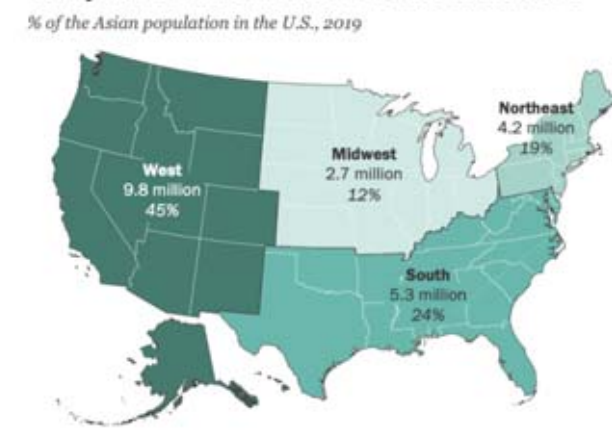 % of the Asian population in the U.S., 2019
Northeast
4.2 million
19%
Midwest
2.7 million
12%
West
9.8 million
45%
South
5.3 million
24%